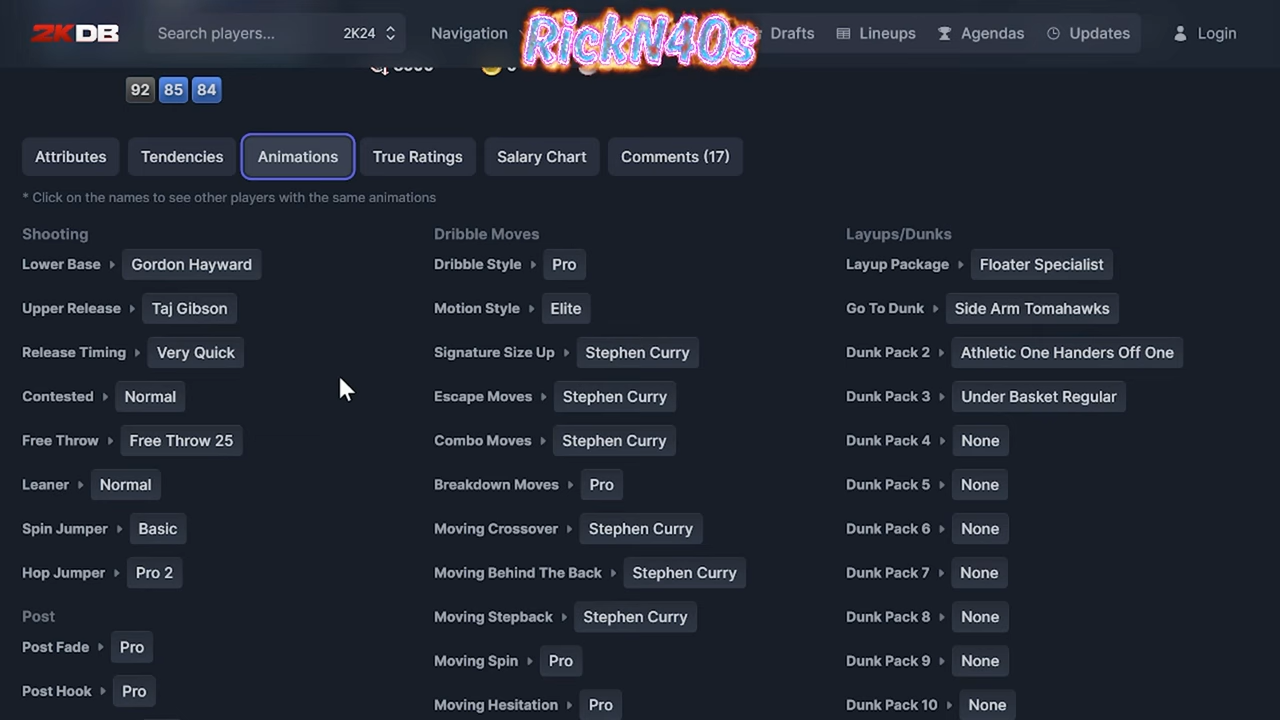 2KDB Search players... 2K24 Navigation RickN40s Drafts Lineups Agendas Updates Login
92 85 84
Attributes Tendencies Animations True Ratings Salary Chart Comments (17)
* Click on the names to see other players with the same animations
Shooting
Lower Base Gordon Hayward
Upper Release Taj Gibson
Release Timing Very Quick
Contested Normal
Free Throw Free Throw 25
Leaner Normal
Spin Jumper Basic
Hop Jumper Pro 2
Post
Post Fade Pro
Post Hook Pro
Dribble Moves
Dribble Style Pro
Motion Style Elite
Signature Size Up Stephen Curry
Escape Moves Stephen Curry
Combo Moves Stephen Curry
Breakdown Moves Pro
Moving Crossover Stephen Curry
Moving Behind The Back Stephen Curry
Moving Stepback Stephen Curry
Moving Spin Pro
Moving Hesitation Pro
Layups/Dunks
Layup Package Floater Specialist
Go To Dunk Side Arm Tomahawks
Dunk Pack 2 Athletic One Handers Off One
Dunk Pack 3 Under Basket Regular
Dunk Pack 4 None
Dunk Pack 5 None
Dunk Pack 6 None
Dunk Pack 7 None
Dunk Pack 8 None
Dunk Pack 9 None
Dunk Pack 10 None